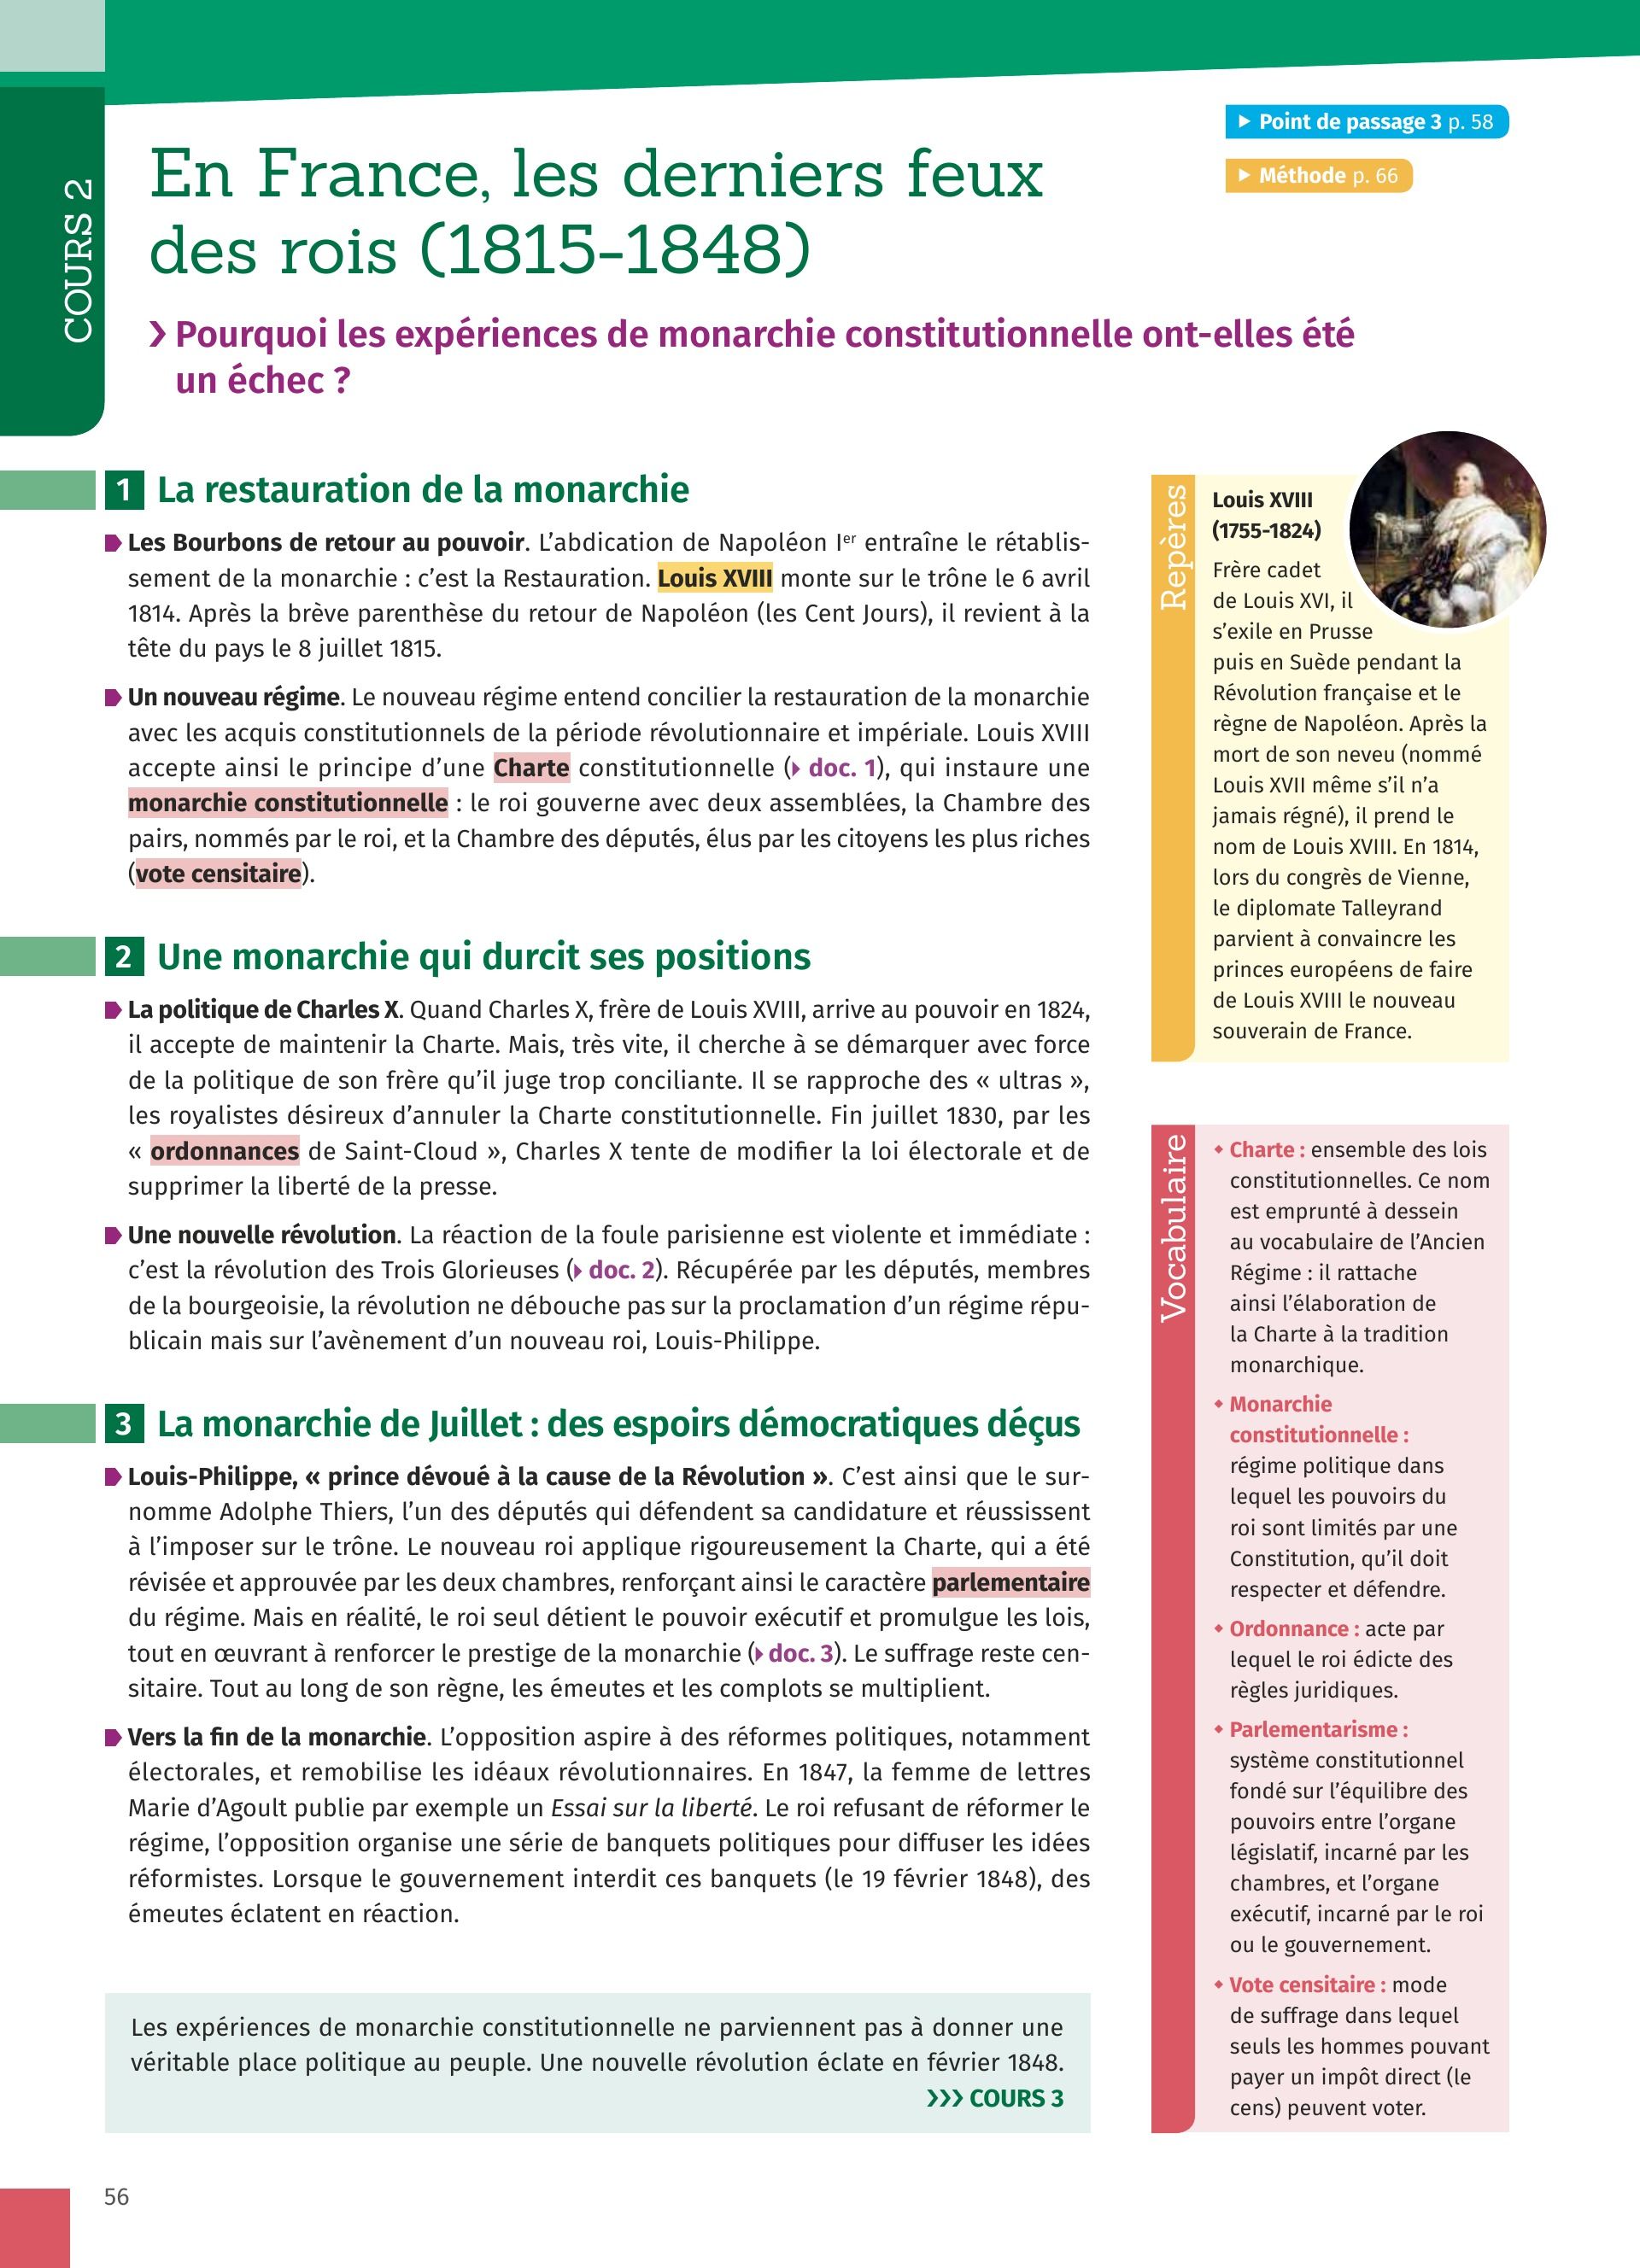 COURS 2
▶ Point de passage 3 p. 58
▶ Méthode p. 66
En France, les derniers feux
des rois (1815-1848)
› Pourquoi les expériences de monarchie constitutionnelle ont-elles été
un échec ?
1 La restauration de la monarchie
Les Bourbons de retour au pouvoir. L’abdication de Napoléon Ier entraîne le rétablis-
sement de la monarchie : c’est la Restauration. Louis XVIII monte sur le trône le 6 avril
1814. Après la brève parenthèse du retour de Napoléon (les Cent Jours), il revient à la
tête du pays le 8 juillet 1815.
Un nouveau régime. Le nouveau régime entend concilier la restauration de la monarchie
avec les acquis constitutionnels de la période révolutionnaire et impériale. Louis XVIII
accepte ainsi le principe d’une Charte constitutionnelle (▸ doc. 1), qui instaure une
monarchie constitutionnelle : le roi gouverne avec deux assemblées, la Chambre des
pairs, nommés par le roi, et la Chambre des députés, élus par les citoyens les plus riches
(vote censitaire).
2 Une monarchie qui durcit ses positions
La politique de Charles X. Quand Charles X, frère de Louis XVIII, arrive au pouvoir en 1824,
il accepte de maintenir la Charte. Mais, très vite, il cherche à se démarquer avec force
de la politique de son frère qu’il juge trop conciliante. Il se rapproche des « ultras »,
les royalistes désireux d’annuler la Charte constitutionnelle. Fin juillet 1830, par les
« ordonnances de Saint-Cloud », Charles X tente de modifier la loi électorale et de
supprimer la liberté de la presse.
Une nouvelle révolution. La réaction de la foule parisienne est violente et immédiate :
c’est la révolution des Trois Glorieuses (▸ doc. 2). Récupérée par les députés, membres
de la bourgeoisie, la révolution ne débouche pas sur la proclamation d’un régime répu-
blicain mais sur l’avènement d’un nouveau roi, Louis-Philippe.
3 La monarchie de Juillet : des espoirs démocratiques déçus
Louis-Philippe, « prince dévoué à la cause de la Révolution ». C’est ainsi que le sur-
nomme Adolphe Thiers, l’un des députés qui défendent sa candidature et réussissent
à l’imposer sur le trône. Le nouveau roi applique rigoureusement la Charte, qui a été
révisée et approuvée par les deux chambres, renforçant ainsi le caractère parlementaire
du régime. Mais en réalité, le roi seul détient le pouvoir exécutif et promulgue les lois,
tout en œuvrant à renforcer le prestige de la monarchie (▸ doc. 3). Le suffrage reste cen-
sitaire. Tout au long de son règne, les émeutes et les complots se multiplient.
Vers la fin de la monarchie. L’opposition aspire à des réformes politiques, notamment
électorales, et remobilise les idéaux révolutionnaires. En 1847, la femme de lettres
Marie d’Agoult publie par exemple un Essai sur la liberté. Le roi refusant de réformer le
régime, l’opposition organise une série de banquets politiques pour diffuser les idées
réformistes. Lorsque le gouvernement interdit ces banquets (le 19 février 1848), des
émeutes éclatent en réaction.
Les expériences de monarchie constitutionnelle ne parviennent pas à donner une
véritable place politique au peuple. Une nouvelle révolution éclate en février 1848.
››› COURS 3
Repères
Louis XVIII
(1755-1824)
Frère cadet
de Louis XVI, il
s’exile en Prusse
puis en Suède pendant la
Révolution française et le
règne de Napoléon. Après la
mort de son neveu (nommé
Louis XVII même s’il n’a
jamais régné), il prend le
nom de Louis XVIII. En 1814,
lors du congrès de Vienne,
le diplomate Talleyrand
parvient à convaincre les
princes européens de faire
de Louis XVIII le nouveau
souverain de France.
Vocabulaire
Charte : ensemble des lois
constitutionnelles. Ce nom
est emprunté à dessein
au vocabulaire de l’Ancien
Régime : il rattache
ainsi l’élaboration de
la Charte à la tradition
monarchique.
Monarchie
constitutionnelle :
régime politique dans
lequel les pouvoirs du
roi sont limités par une
Constitution, qu’il doit
respecter et défendre.
Ordonnance : acte par
lequel le roi édicte des
règles juridiques.
Parlementarisme :
système constitutionnel
fondé sur l’équilibre des
pouvoirs entre l’organe
législatif, incarné par les
chambres, et l’organe
exécutif, incarné par le roi
ou le gouvernement.
Vote censitaire : mode
de suffrage dans lequel
seuls les hommes pouvant
payer un impôt direct (le
cens) peuvent voter.
56